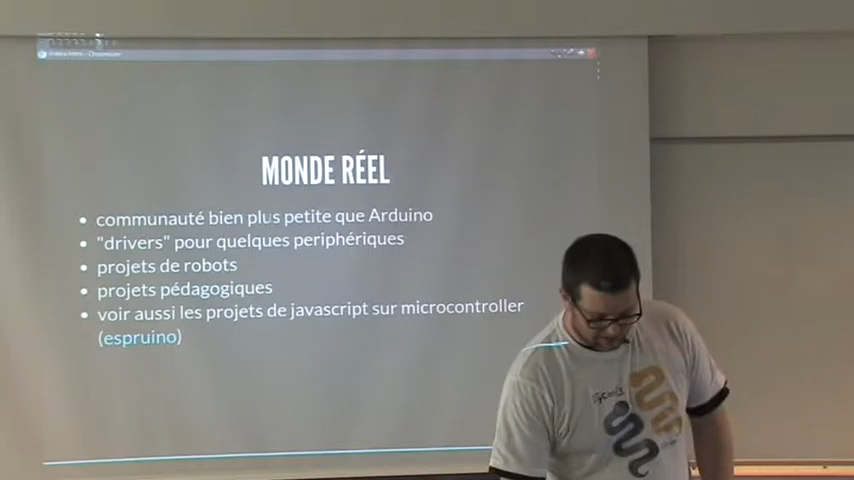 MONDE RÉEL
communauté bien plus petite que Arduino
"drivers" pour quelques periphériques
projets de robots
projets pédagogiques
voir aussi les projets de javascript sur microcontroller
(espruino)